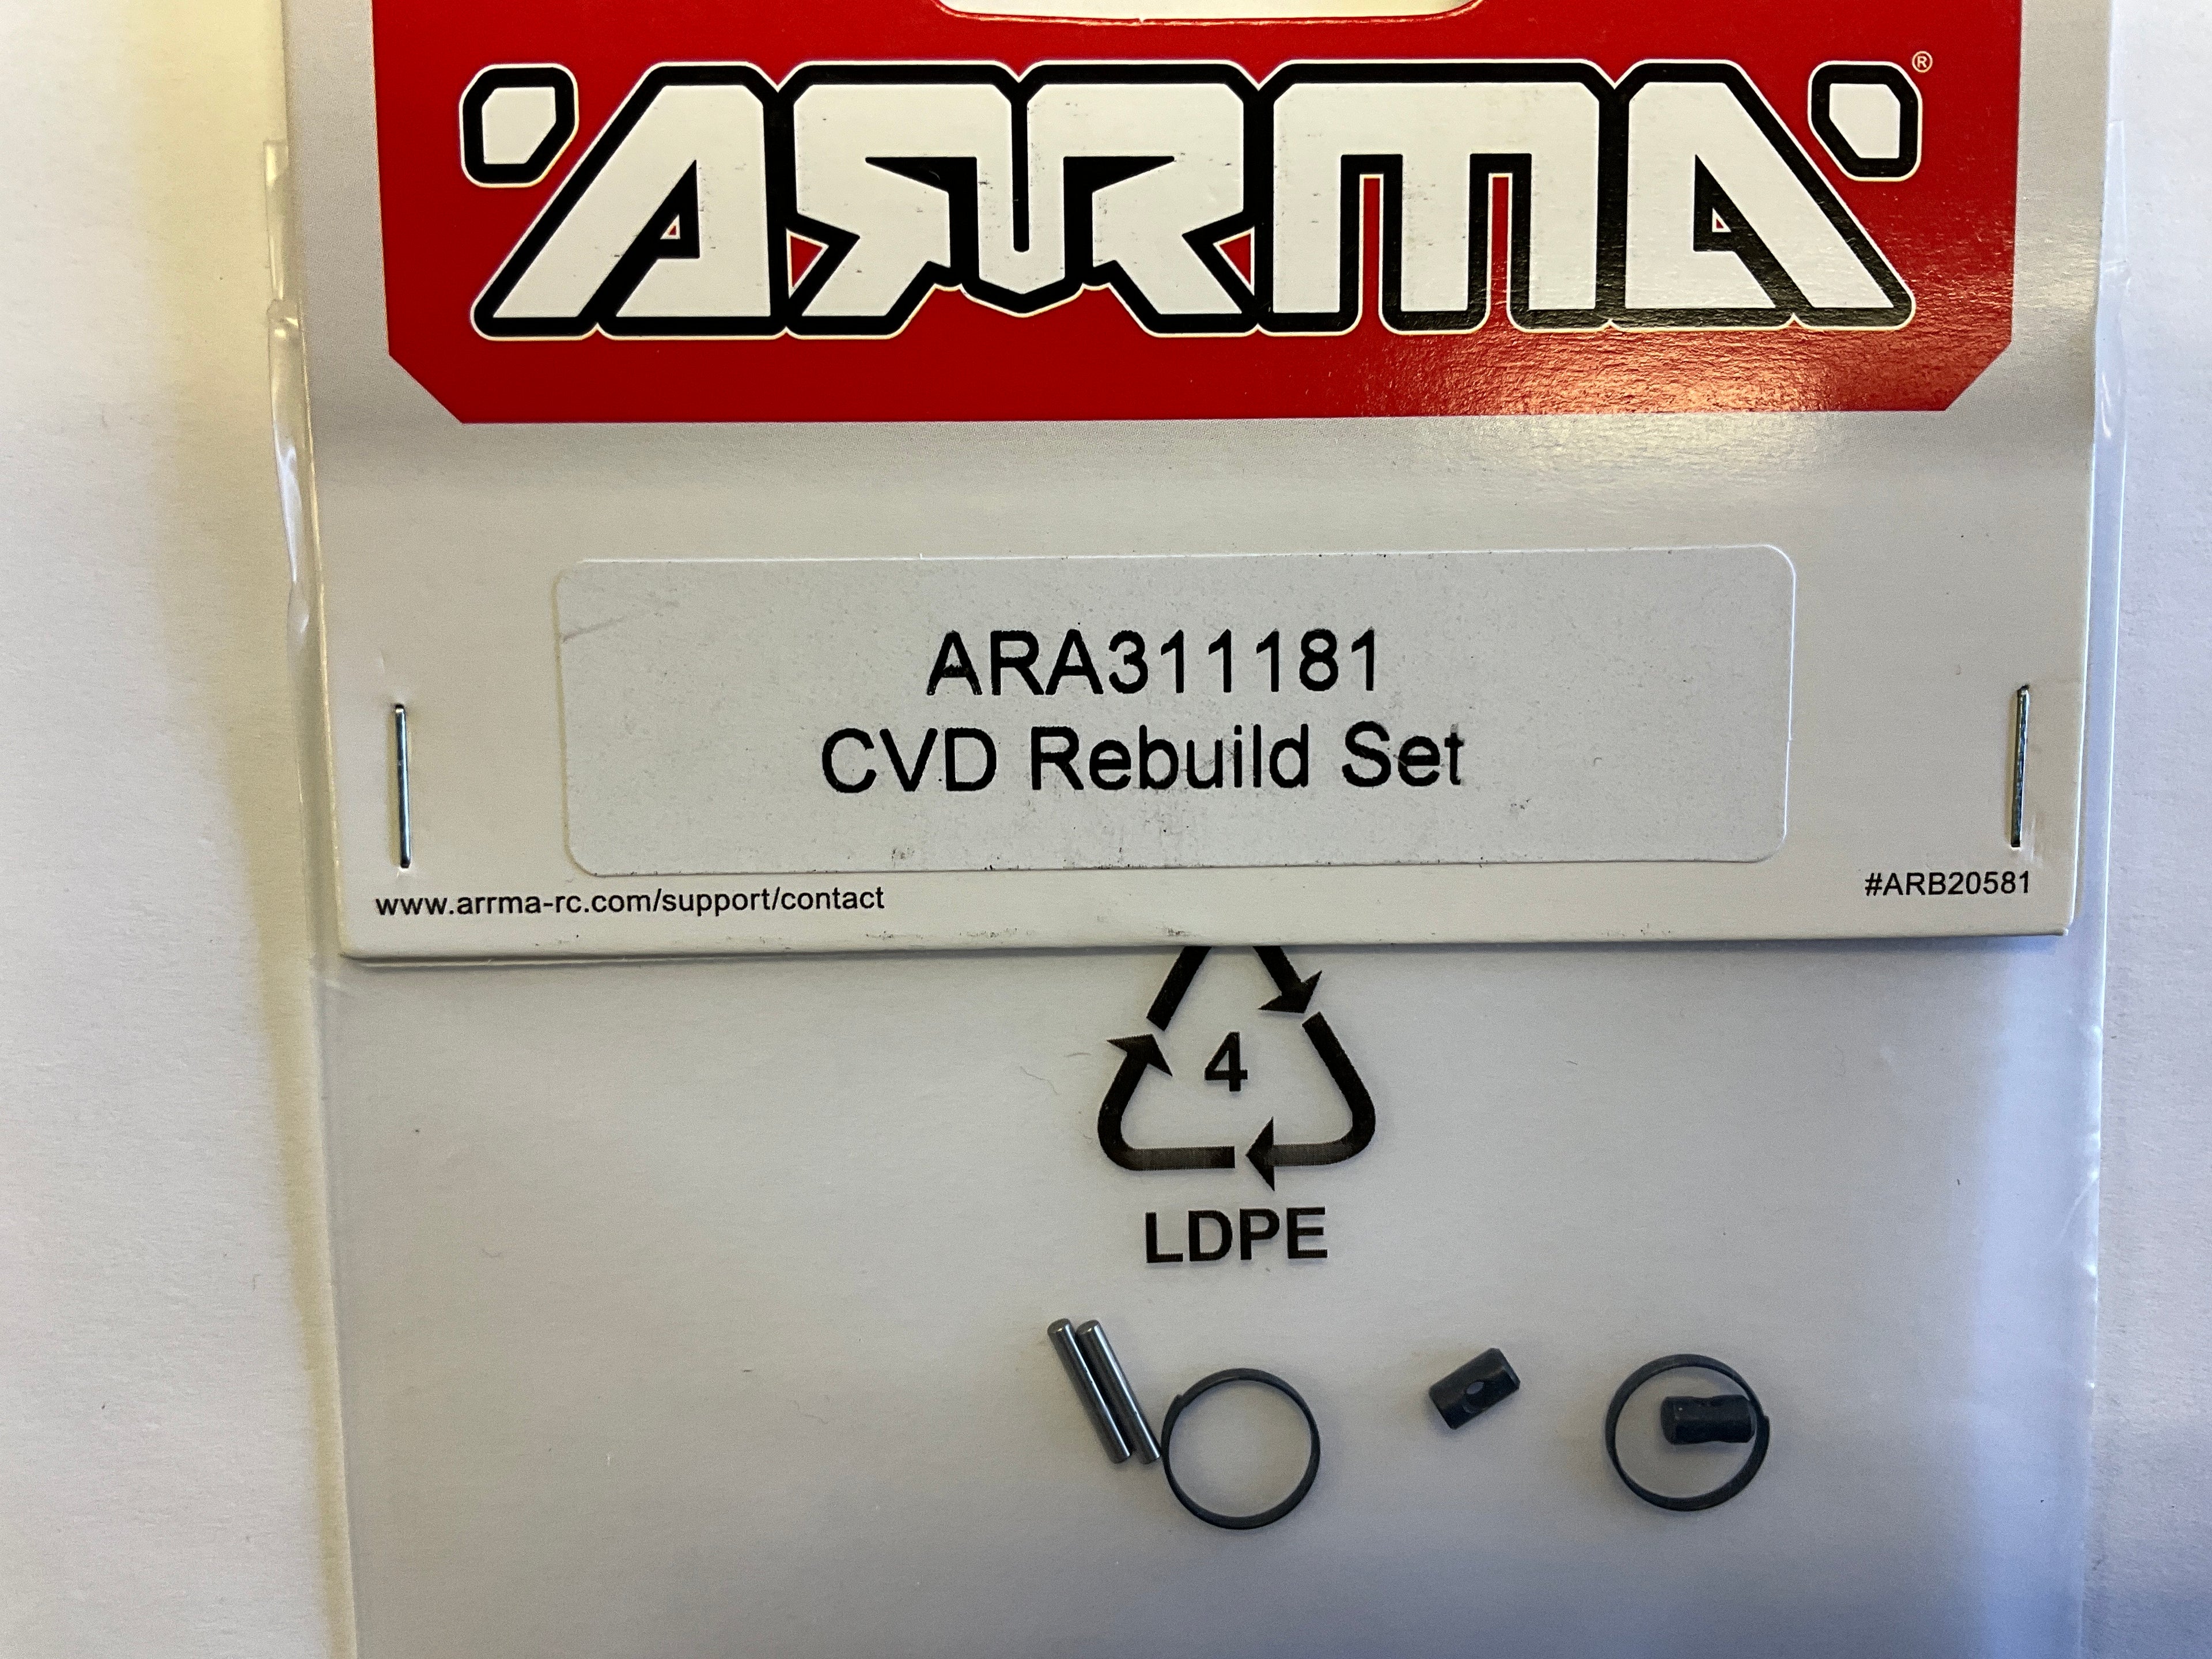 ARRMA®
ARA311181
CVD Rebuild Set
www.arrma-rc.com/support/contact
#ARB20581
4
LDPE